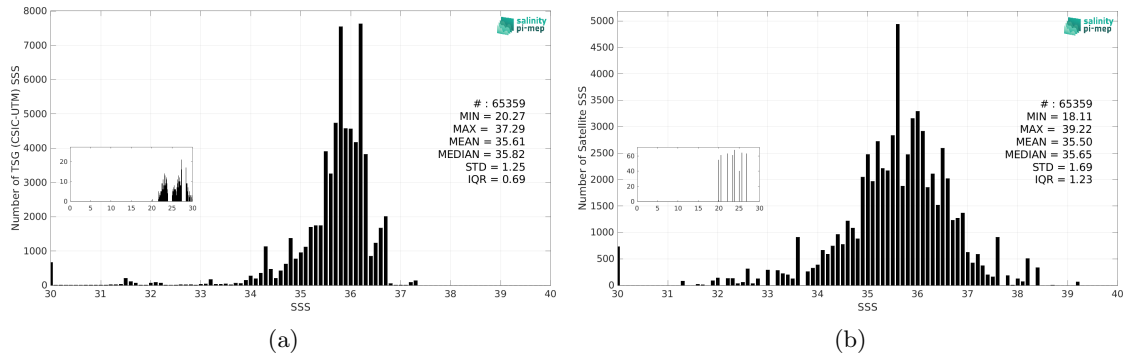 8000
7000
6000
5000
4000
3000
2000
1000
0
Number of TSG (CSIC-UTM) SSS
30 31 32 33 34 35 36 37 38 39 40
SSS
salinity
pi-mep
# : 65359
MIN = 20.27
MAX = 37.29
MEAN = 35.61
MEDIAN = 35.82
STD = 1.25
IQR = 0.69
20
10
0
0 5 10 15 20 25 30
(a)
5000
4500
4000
3500
3000
2500
2000
1500
1000
500
0
Number of Satellite SSS
30 31 32 33 34 35 36 37 38 39 40
SSS
salinity
pi-mep
# : 65359
MIN = 18.11
MAX = 39.22
MEAN = 35.50
MEDIAN = 35.65
STD = 1.69
IQR = 1.23
60
40
20
0
0 5 10 15 20 25 30
(b)